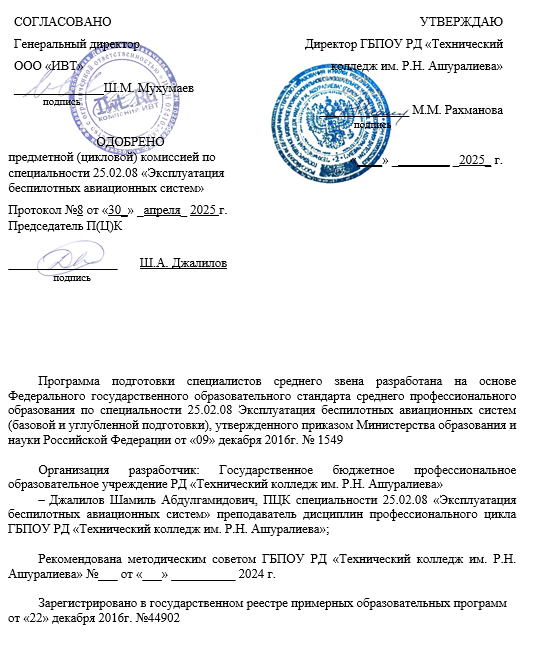 СОГЛАСОВАНО
Генеральный директор
ООО «ИВТ»
Ш.М. Мухумаев
подпись
УТВЕРЖДАЮ
Директор ГБПОУ РД «Технический
колледж им. Р.Н. Ашуралиева»
М.М. Рахманова
подпись
«____» _________ _2025_ г.
ОДОБРЕНО
предметной (цикловой) комиссией по
специальности 25.02.08 «Эксплуатация
беспилотных авиационных систем»
Протокол №8 от «30_» _апреля_ 2025 г.
Председатель П(Ц)К
Ш.А. Джалилов
подпись
Программа подготовки специалистов среднего звена разработана на основе
Федерального государственного образовательного стандарта среднего профессионального
образования по специальности 25.02.08 Эксплуатация беспилотных авиационных систем
(базовой и углубленной подготовки), утвержденного приказом Министерства образования и
науки Российской Федерации от «09» декабря 2016г. № 1549
Организация разработчик: Государственное бюджетное профессиональное
образовательное учреждение РД «Технический колледж им. Р.Н. Ашуралиева»
– Джалилов Шамиль Абдулгамидович, ПЦК специальности 25.02.08 «Эксплуатация
беспилотных авиационных систем» преподаватель дисциплин профессионального цикла
ГБПОУ РД «Технический колледж им. Р.Н. Ашуралиева»;
Рекомендована методическим советом ГБПОУ РД «Технический колледж им. Р.Н.
Ашуралиева» №___ от «___» __________ 2024 г.
Зарегистрировано в государственном реестре примерных образовательных программ
от «22» декабря 2016г. №44902